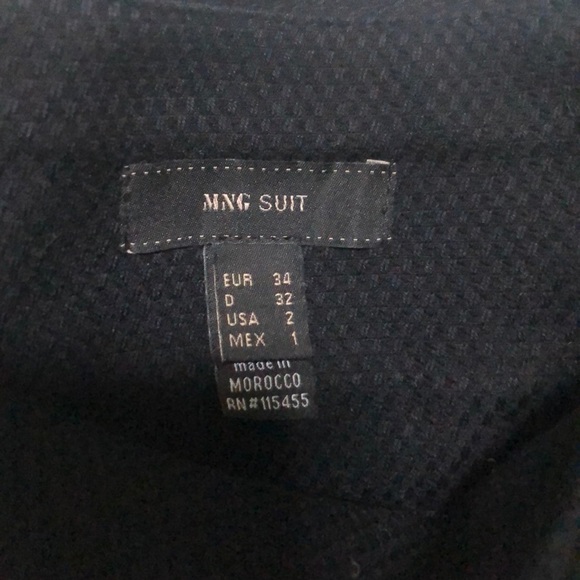 MNG SUIT
EUR 34
D 32
USA 2
MEX 1
made in
MOROCCO
RN#115455